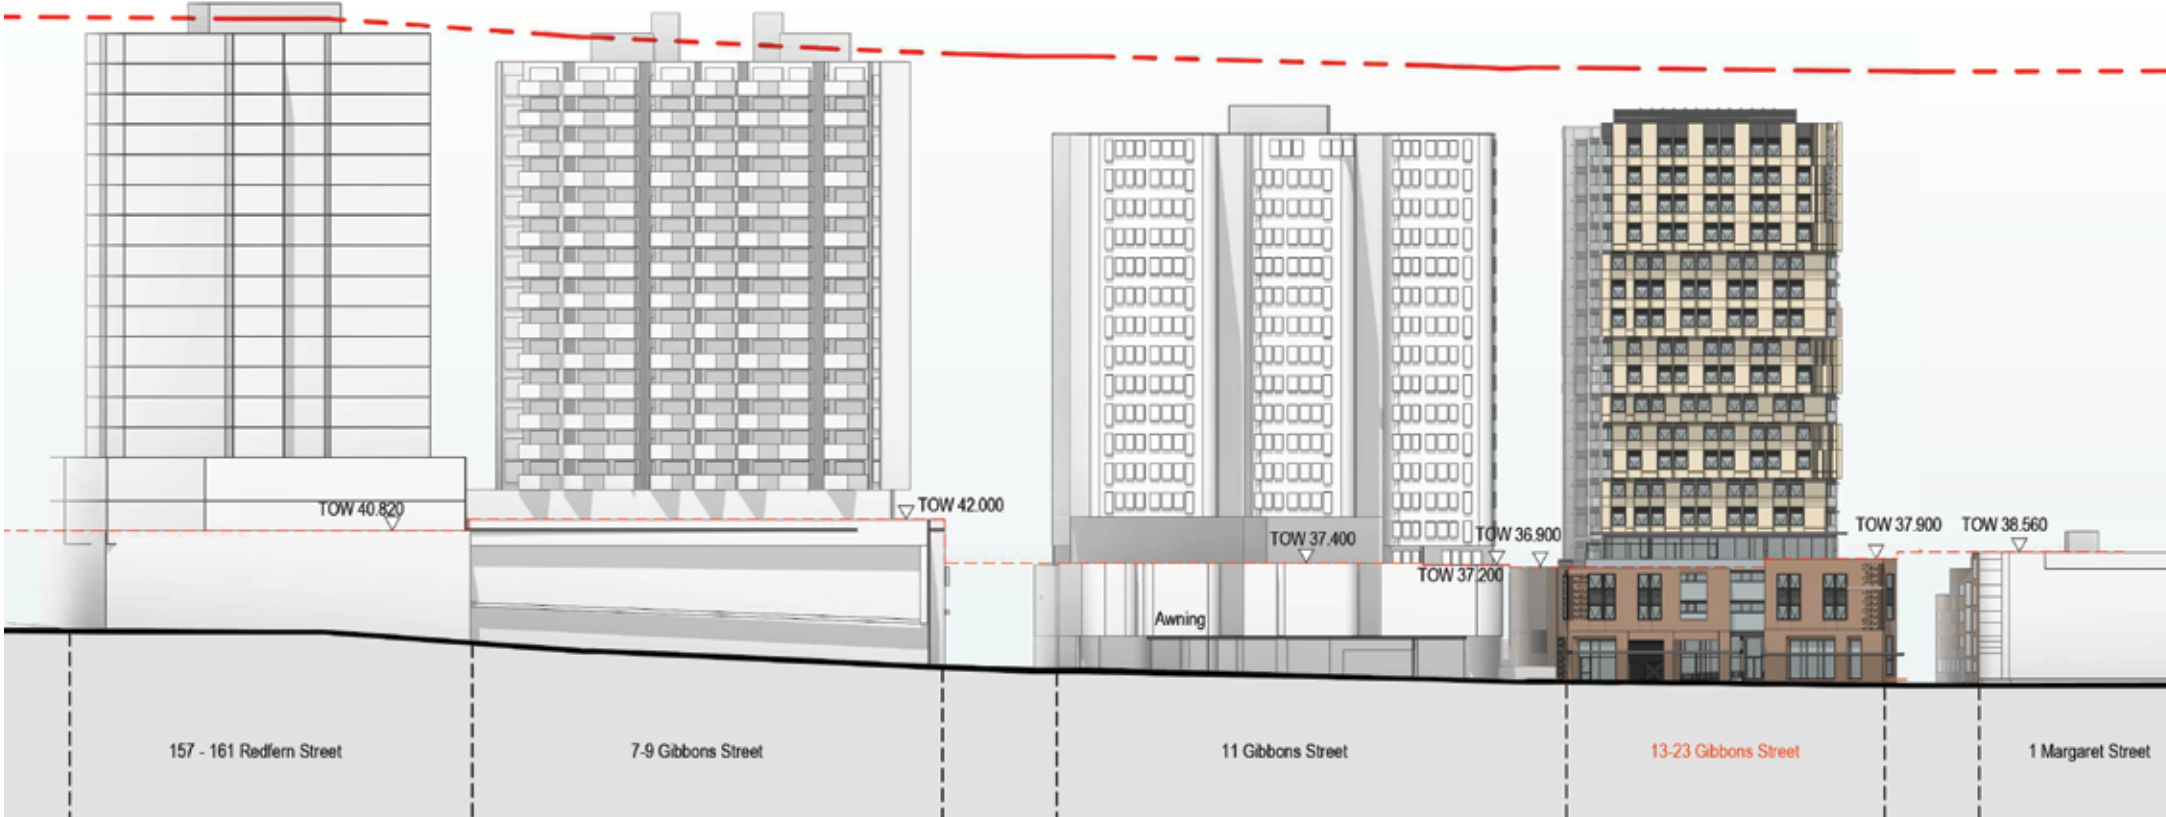 TOW 40.820
TOW 42.000
TOW 37.400
TOW 36.900
TOW 37.200
TOW 37.900
TOW 38.560
Awning
157 - 161 Redfern Street
7-9 Gibbons Street
11 Gibbons Street
13-23 Gibbons Street
1 Margaret Street